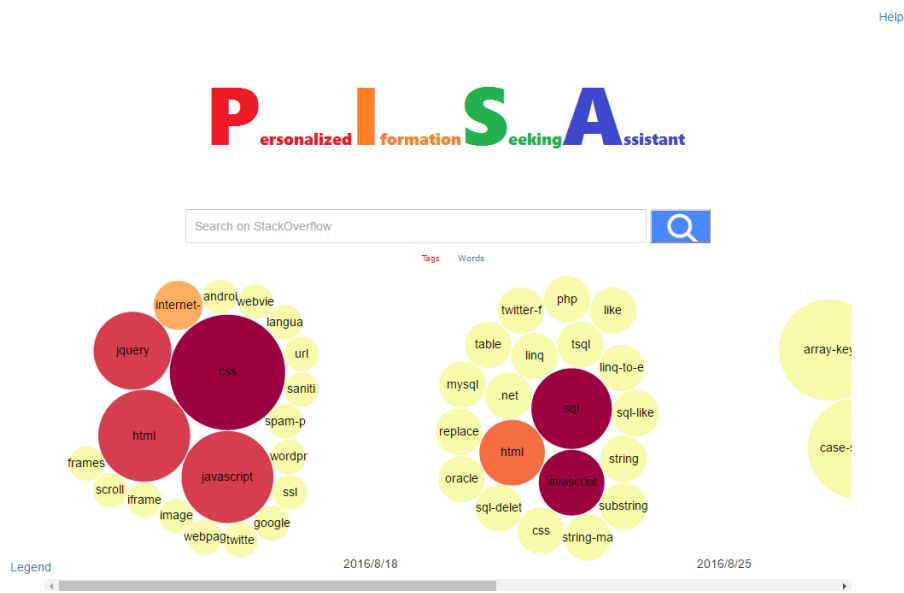 Help
Personalized Information Seeking Assistant
Search on StackOverflow
Tags Words
internet-
androi
webvie
langua
jquery
css
url
saniti
html
spam-p
frames
javascript
wordpr
scroll
iframe
ssl
image
google
webpag
twitte
php
twitter-f
like
table
linq
tsql
linq-to-e
mysql
.net
sql
sql-like
replace
html
string
oracle
javascript
sql-delet
substring
css
string-ma
array-key
case-s
2016/8/18
2016/8/25
Legend